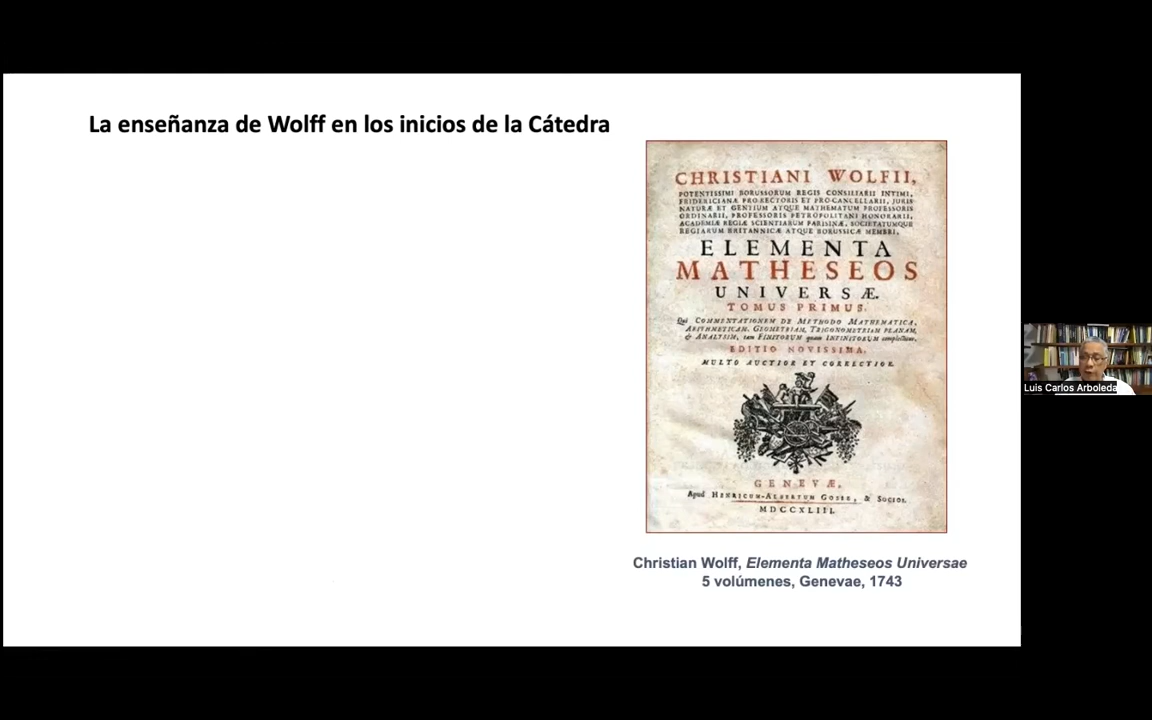 La enseñanza de Wolff en los inicios de la Cátedra
CHRISTIANI WOLFII,
POTENTISSIMI BORUSSORUM REGIS CONSILIARII INTIMI,
FRIDERICIANÆ PRO-RECTORIS ET PRO-CANCELLARII, JURIS
NATURÆ ET GENTIUM ATQUE MATHEMATUM PROFESSORIS
ORDINARII, PROFESSORIS PETROPOLITANI HONORARII,
ACADEMIÆ REGIÆ SCIENTIARUM PARISINÆ, SOCIETATUMQUE
REGIARUM BRITANNICÆ ATQUE BORUSSICÆ MEMBRI,
ELEMENTA
MATHESEOS
UNIVERSÆ.
TOMUS PRIMUS,
Qui COMMENTATIONEM DE METHODO MATHEMATICA,
ARITHMETICAM, GEOMETRIAM, TRIGONOMETRIAM PLANAM,
& ANALYSIN, tam FINITORUM quam INFINITORUM complectitur.
EDITIO NOVISSIMA,
MULTO AUCTIOR ET CORRECTIOR.
GENEVÆ,
Apud HENRICUM-ALBERTUM GOSSE, & Socios.
MDCCXLIII.
Christian Wolff, Elementa Matheseos Universae
5 volúmenes, Genevae, 1743
Luis Carlos Arboleda